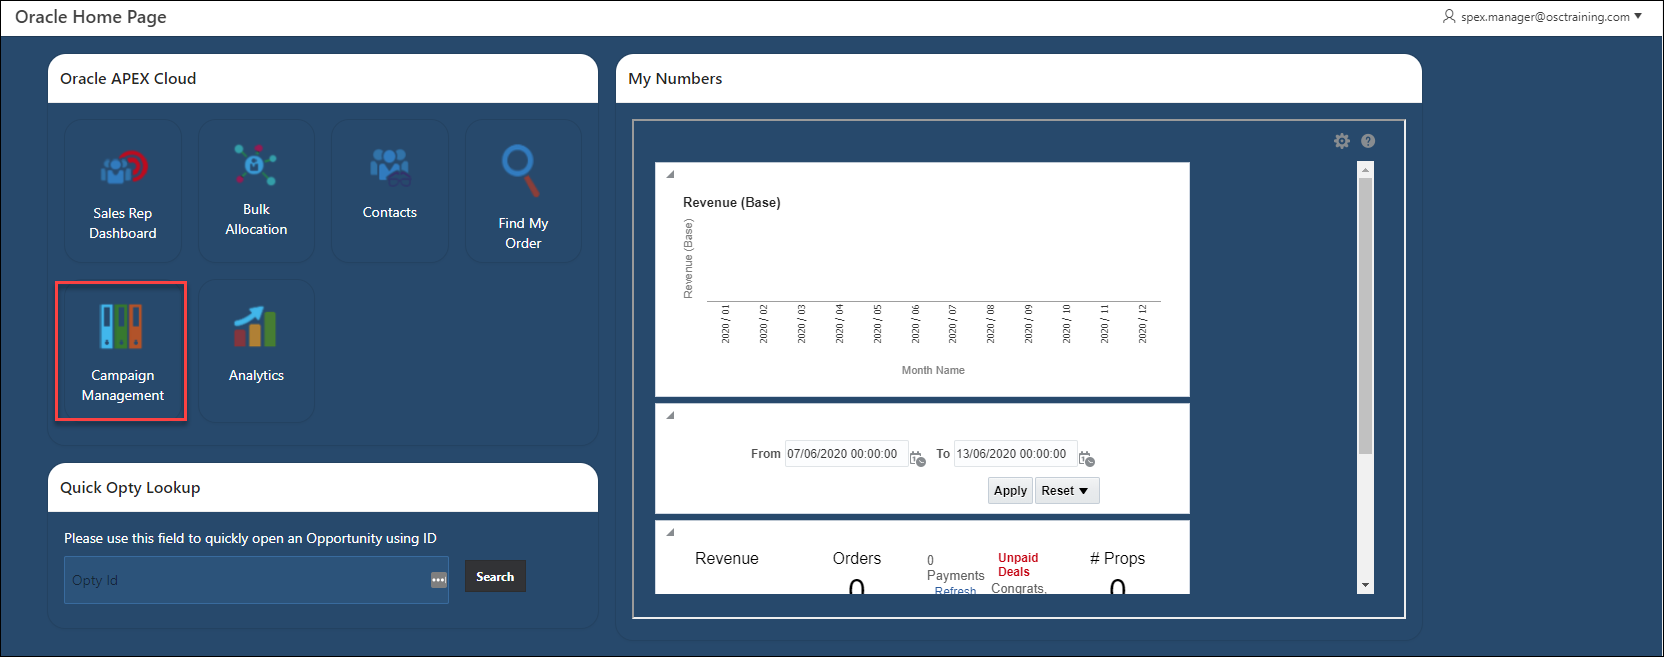 Oracle Home Page
spex.manager@osctraining.com
Oracle APEX Cloud
Sales Rep
Dashboard
Bulk
Allocation
Contacts
Find My
Order
Campaign
Management
Analytics
Quick Opty Lookup
Please use this field to quickly open an Opportunity using ID
Opty Id
Search
My Numbers
Revenue (Base)
Revenue (Base)
2020 / 01
2020 / 02
2020 / 03
2020 / 04
2020 / 05
2020 / 06
2020 / 07
2020 / 08
2020 / 09
2020 / 10
2020 / 11
2020 / 12
Month Name
From 07/06/2020 00:00:00 To 13/06/2020 00:00:00
Apply Reset
Revenue
Orders
0
0
Payments
Refresh
Unpaid
Deals
Congrats,
# Props
0